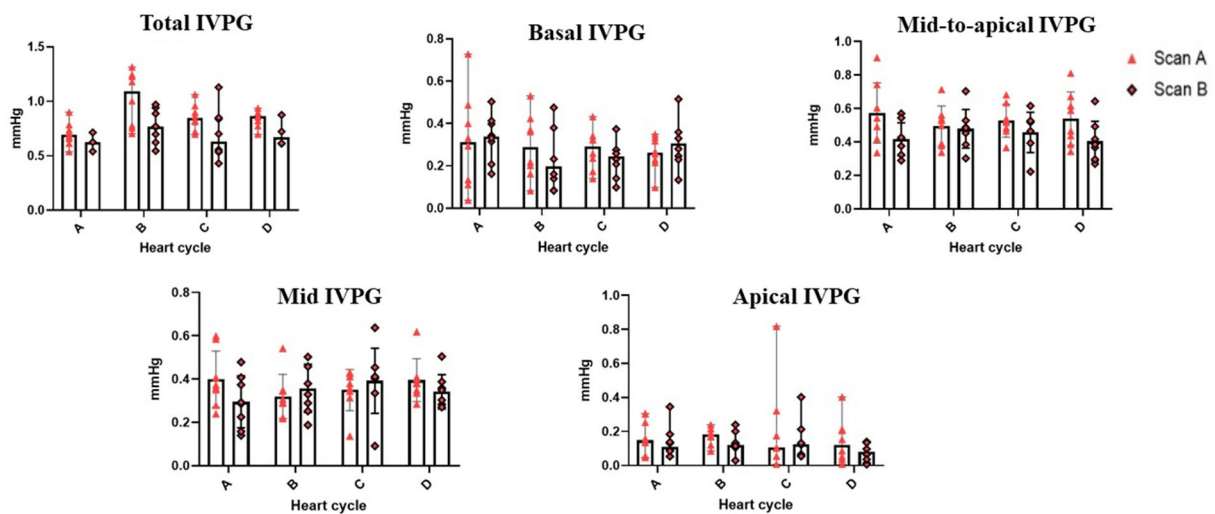 Total IVPG
1.5
1.0
0.5
0.0
mmHg
A
B
C
D
Heart cycle
Basal IVPG
0.8
0.6
0.4
0.2
0.0
mmHg
A
B
C
D
Heart cycle
Mid-to-apical IVPG
1.0
0.8
0.6
0.4
0.2
0.0
mmHg
A
B
C
D
Heart cycle
Scan A
Scan B
Mid IVPG
0.8
0.6
0.4
0.2
0.0
mmHg
A
B
C
D
Heart cycle
Apical IVPG
1.0
0.8
0.6
0.4
0.2
0.0
mmHg
A
B
C
D
Heart cycle